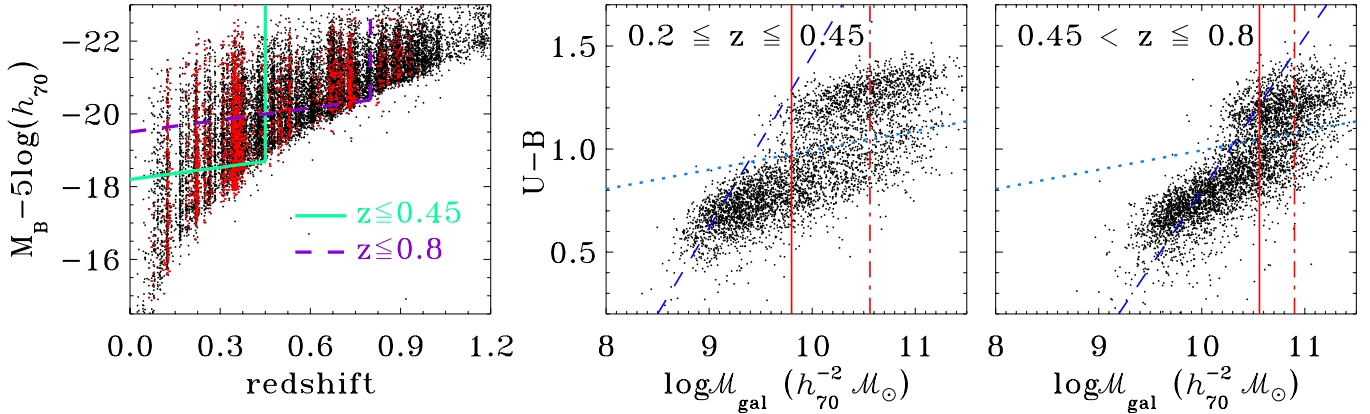 M_B −5log(h_70)
−22
−20
−18
−16
z≦0.45
z≦0.8
0.0 0.3 0.6 0.9 1.2
redshift
U−B
1.5
1.0
0.5
0.2 ≦ z ≦ 0.45
8 9 10 11
logℳ_gal (h_70^−2 ℳ_⊙)
0.45 < z ≦ 0.8
8 9 10 11
logℳ_gal (h_70^−2 ℳ_⊙)